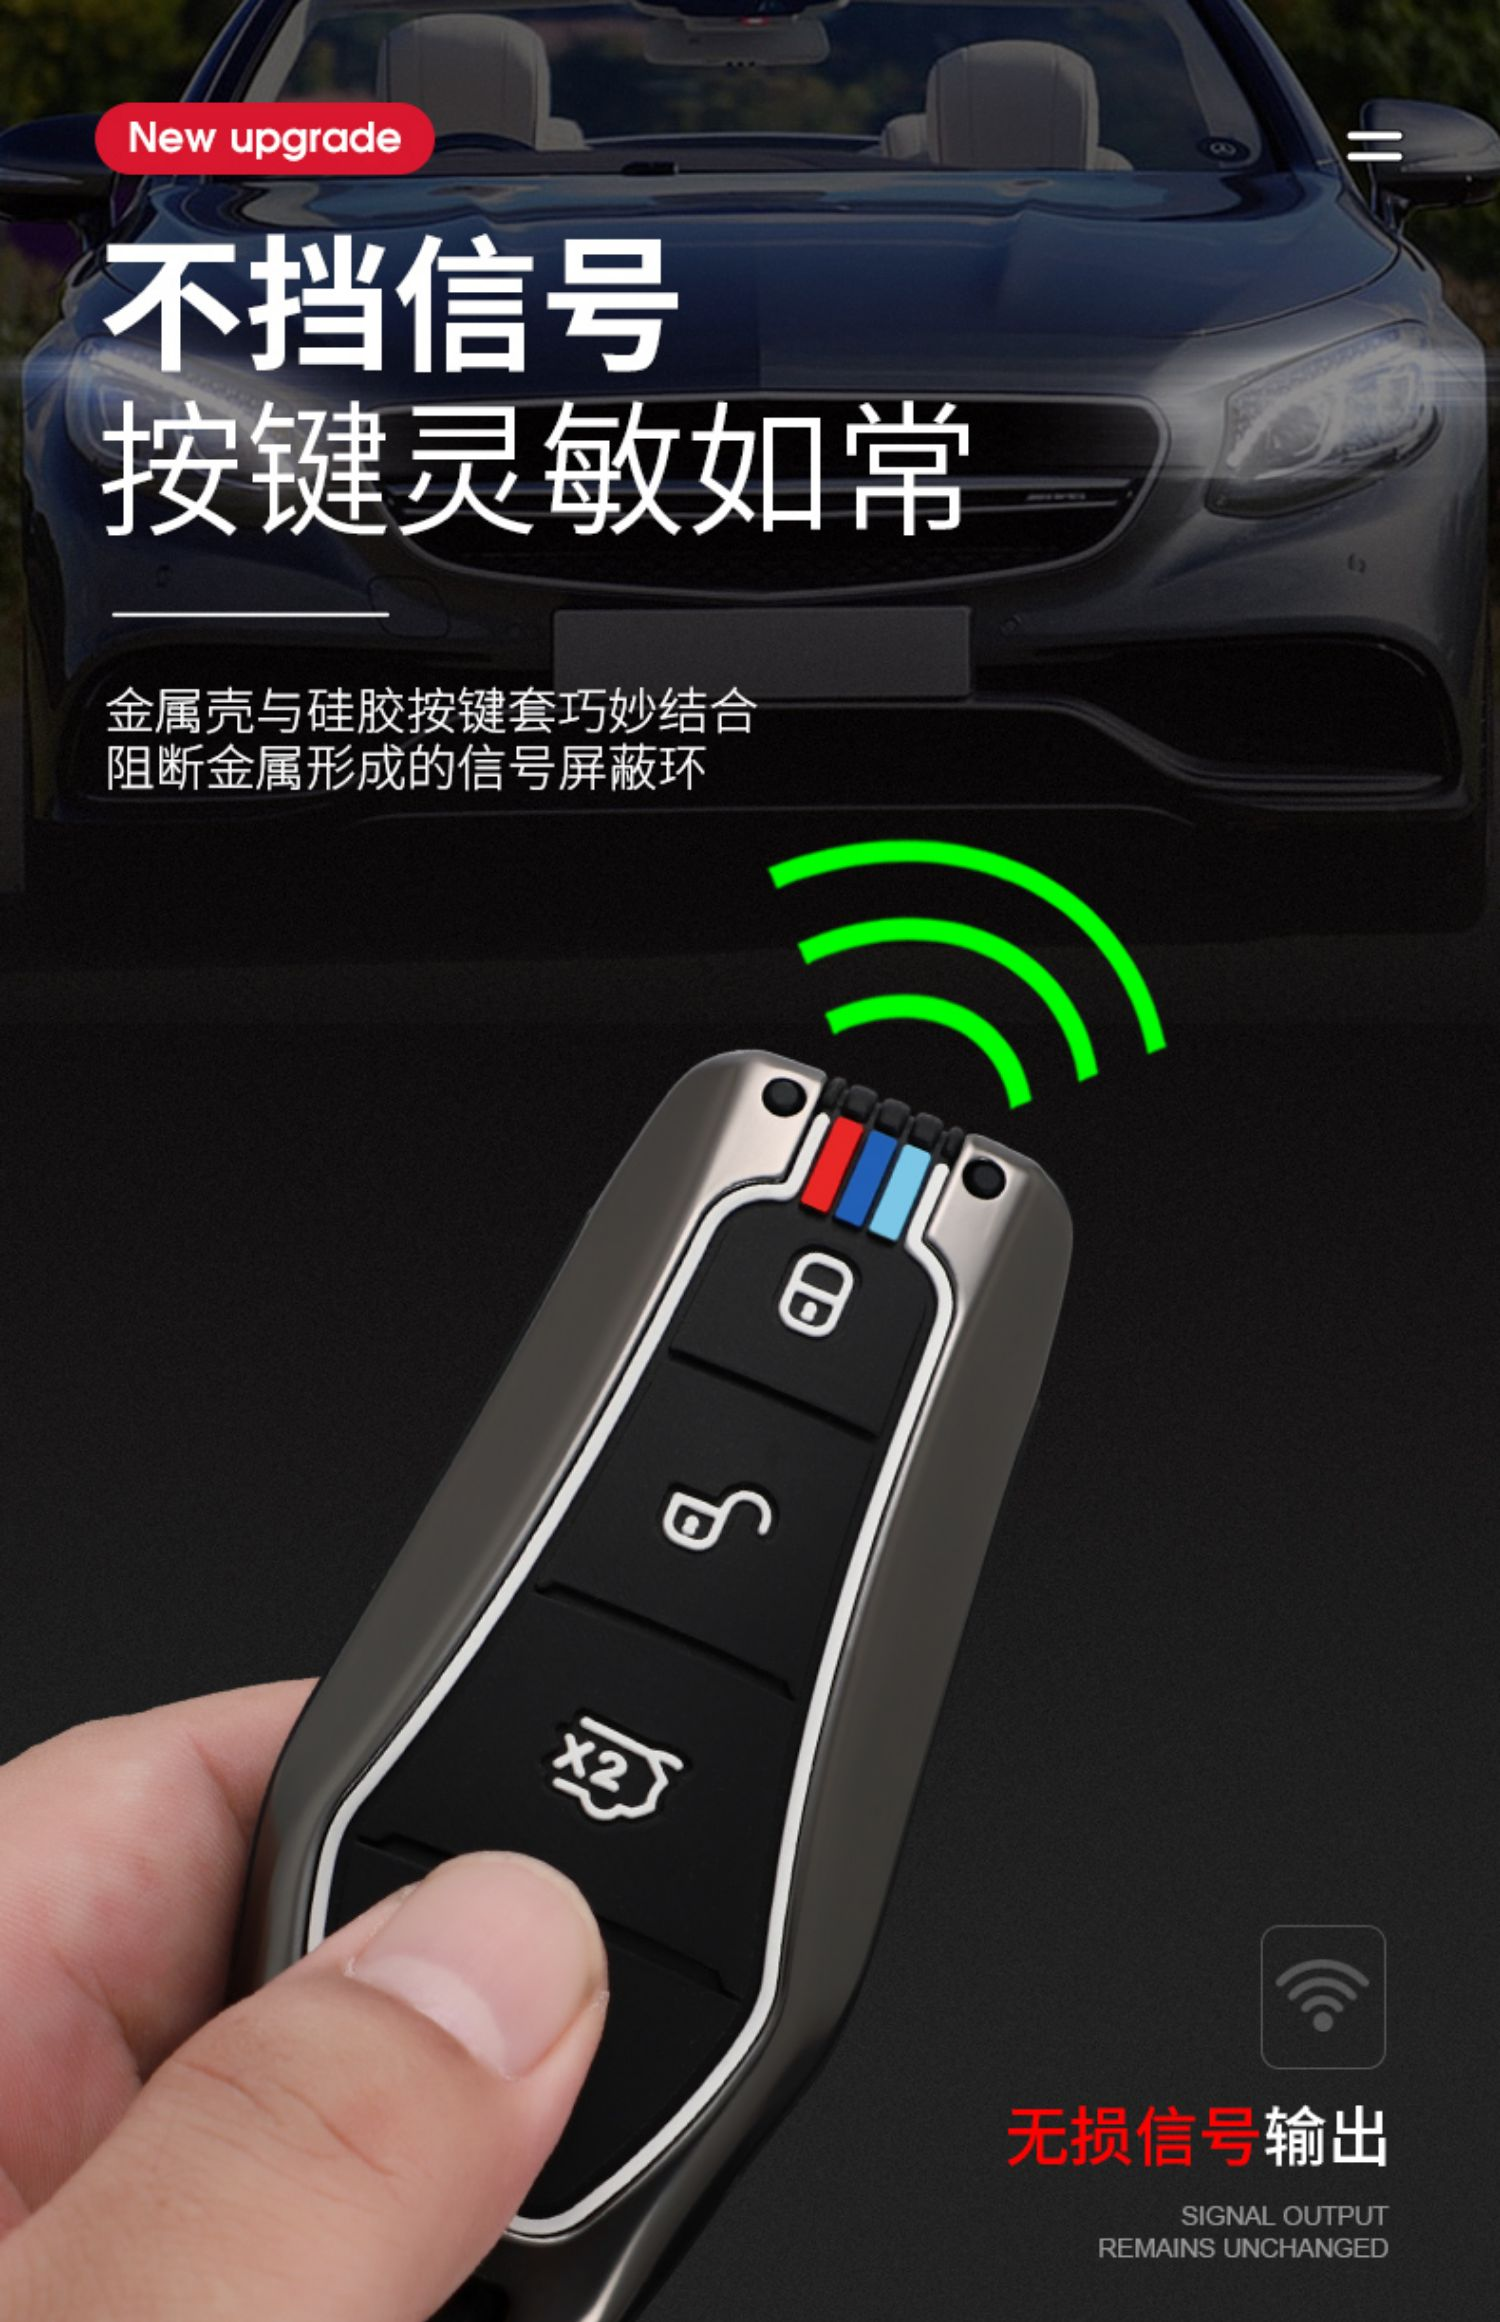 New upgrade
不挡信号
按键灵敏如常
金属壳与硅胶按键套巧妙结合
阻断金属形成的信号屏蔽环
X2
无损信号输出
SIGNAL OUTPUT
REMAINS UNCHANGED